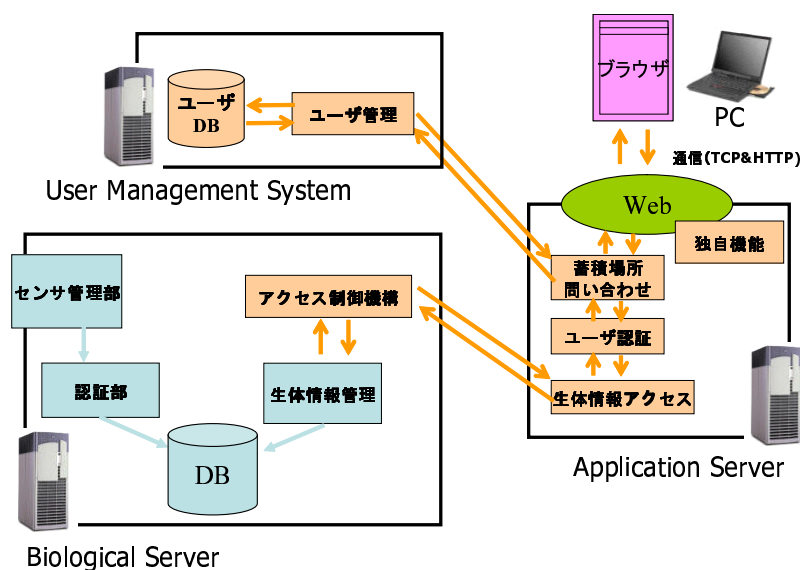 ユーザ
DB
ユーザ管理
User Management System
ブラウザ
PC
通信(TCP&HTTP)
Web
独自機能
蓄積場所
問い合わせ
ユーザ認証
生体情報アクセス
Application Server
センサ管理部
アクセス制御機構
認証部
生体情報管理
DB
Biological Server